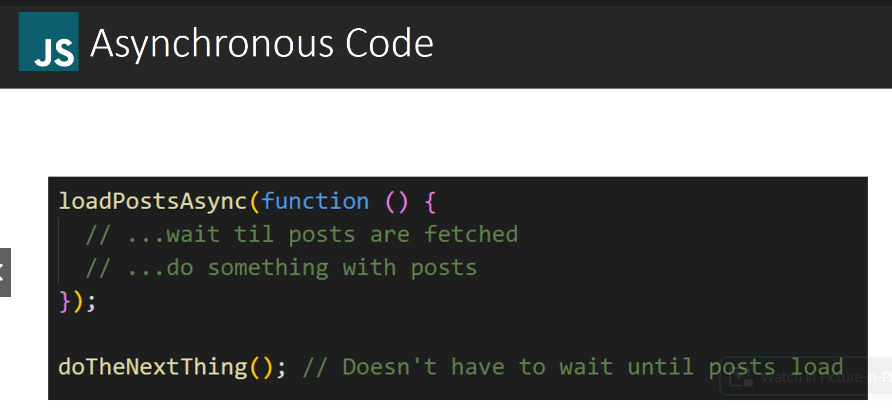 JS Asynchronous Code
loadPostsAsync(function () {
// ...wait til posts are fetched
// ...do something with posts
});
doTheNextThing(); // Doesn't have to wait until posts load
Watch in Picture-in-Pi